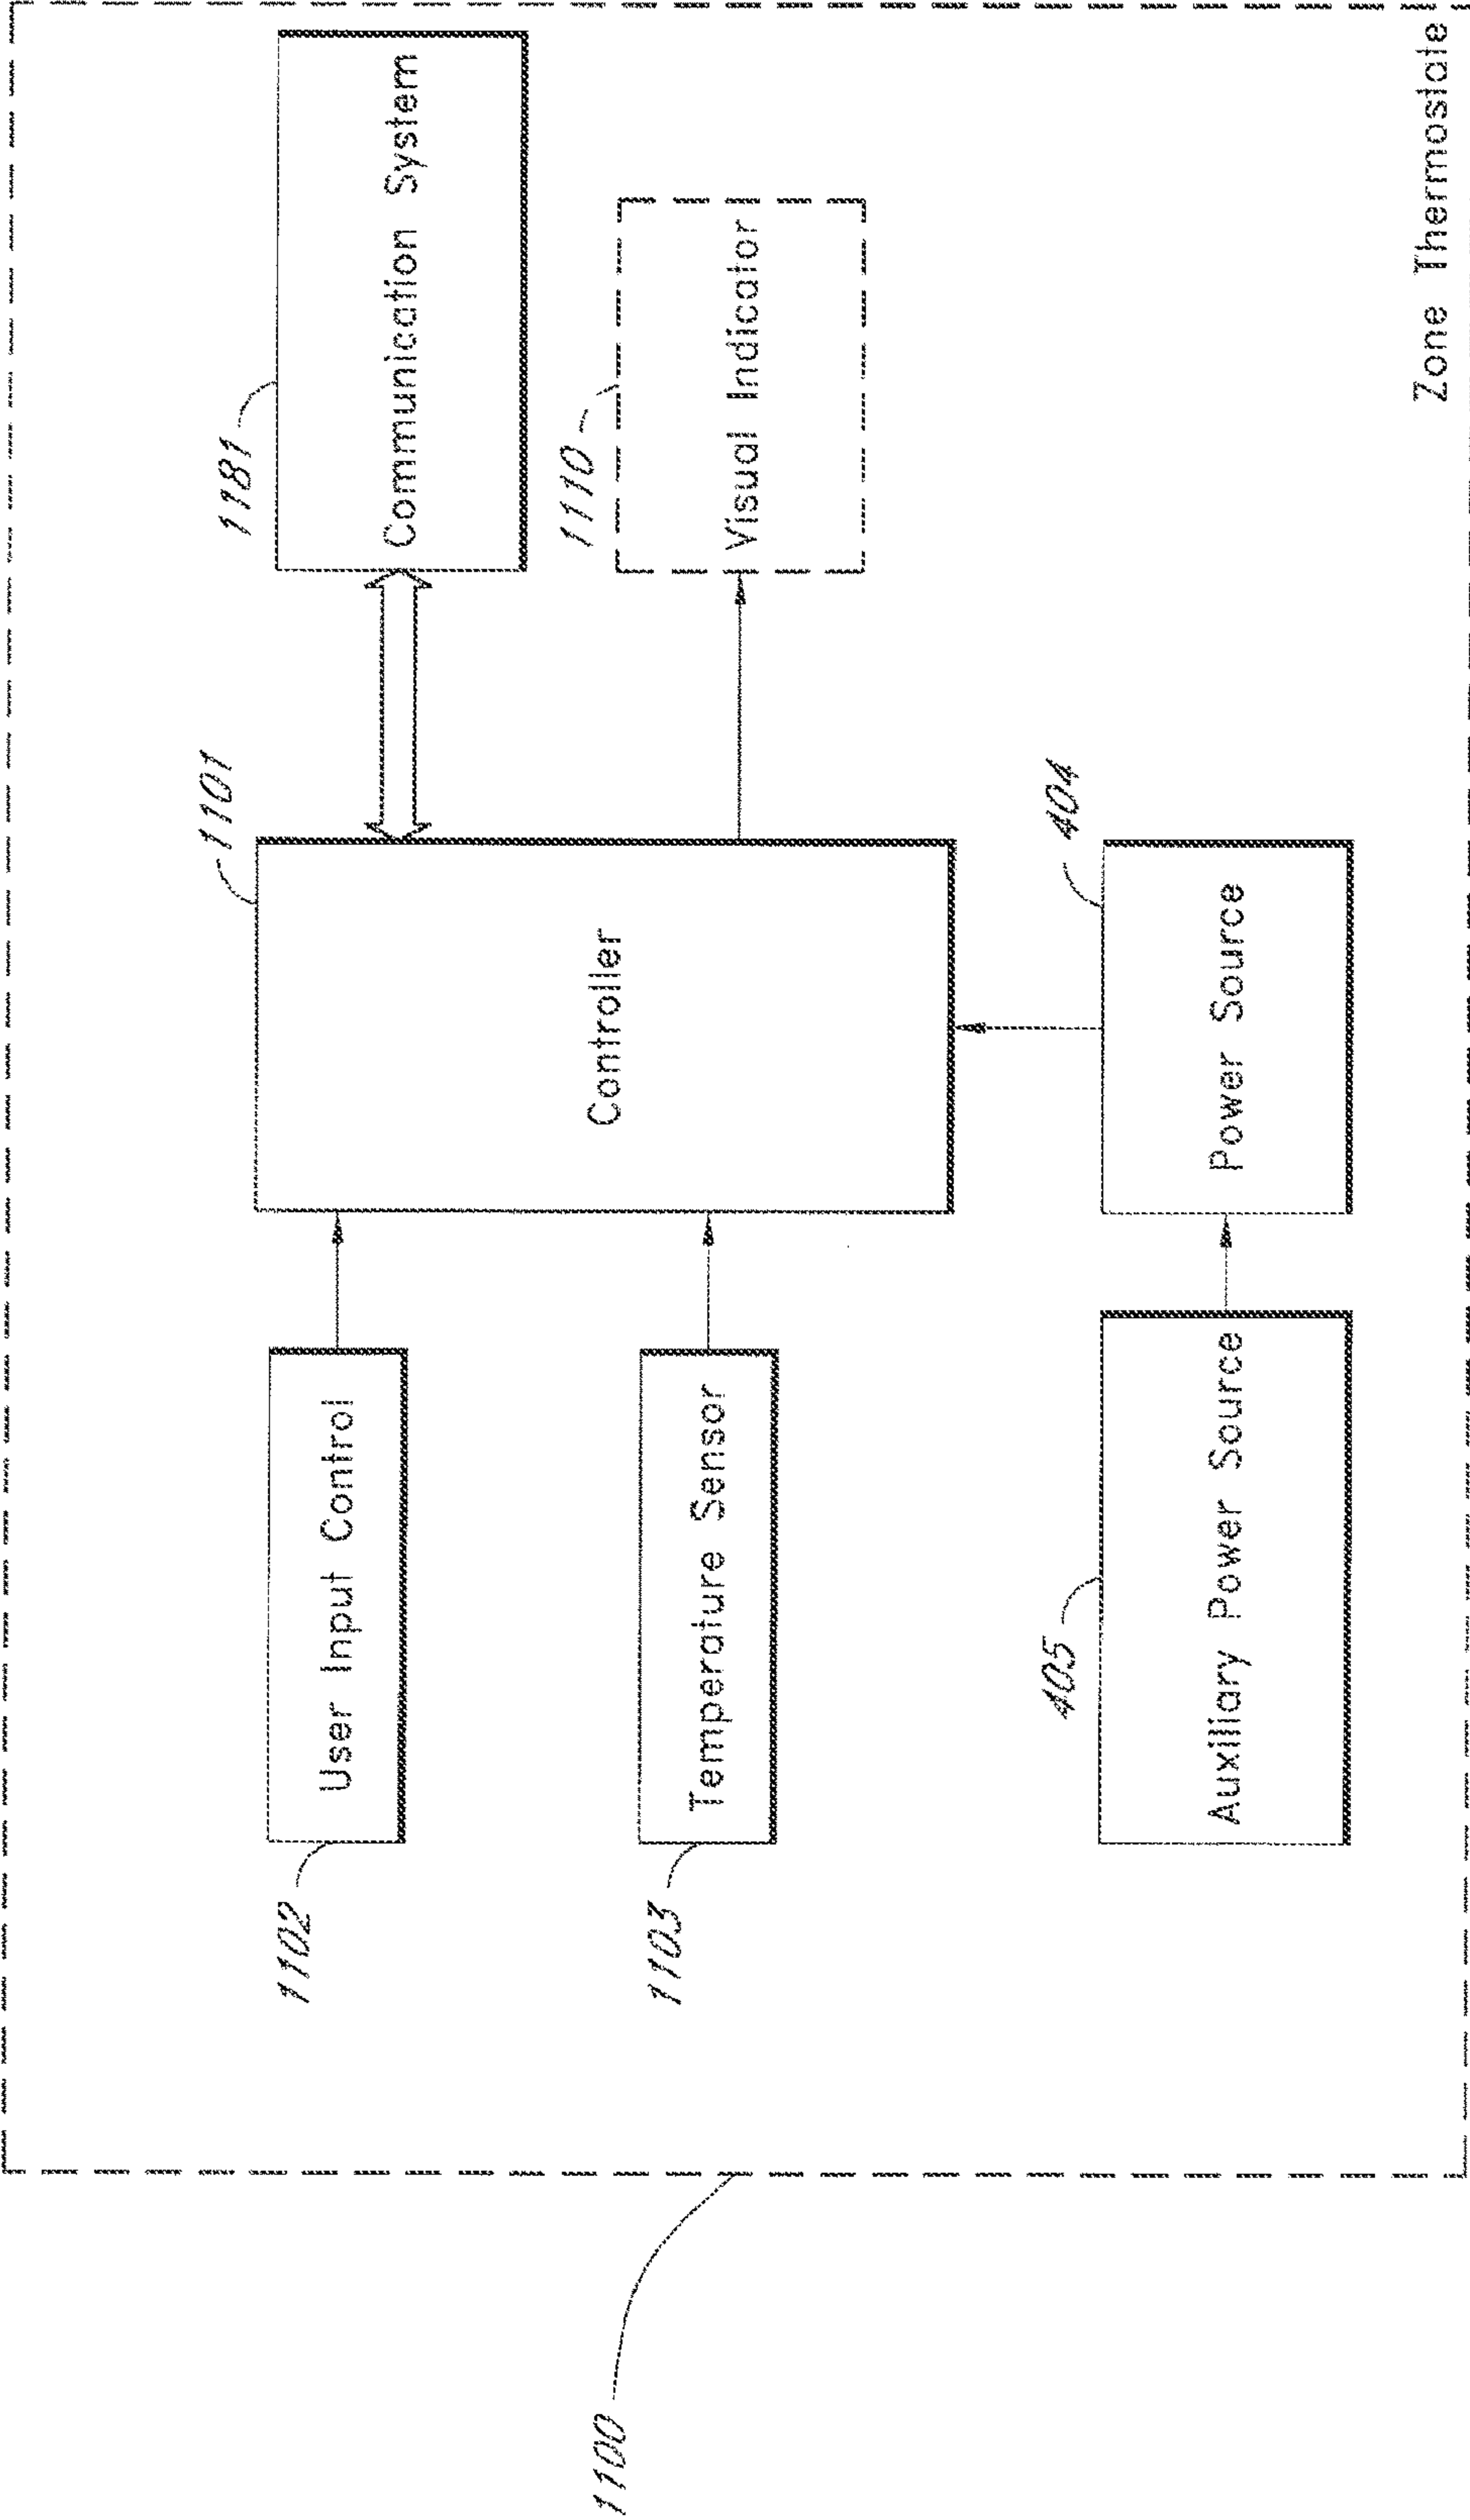 1101
1181
1102
User Input Control
Communication System
1110
1100
Controller
1103
Temperature Sensor
Visual Indicator
405
404
Auxiliary Power Source
Power Source
Zone Thermostate